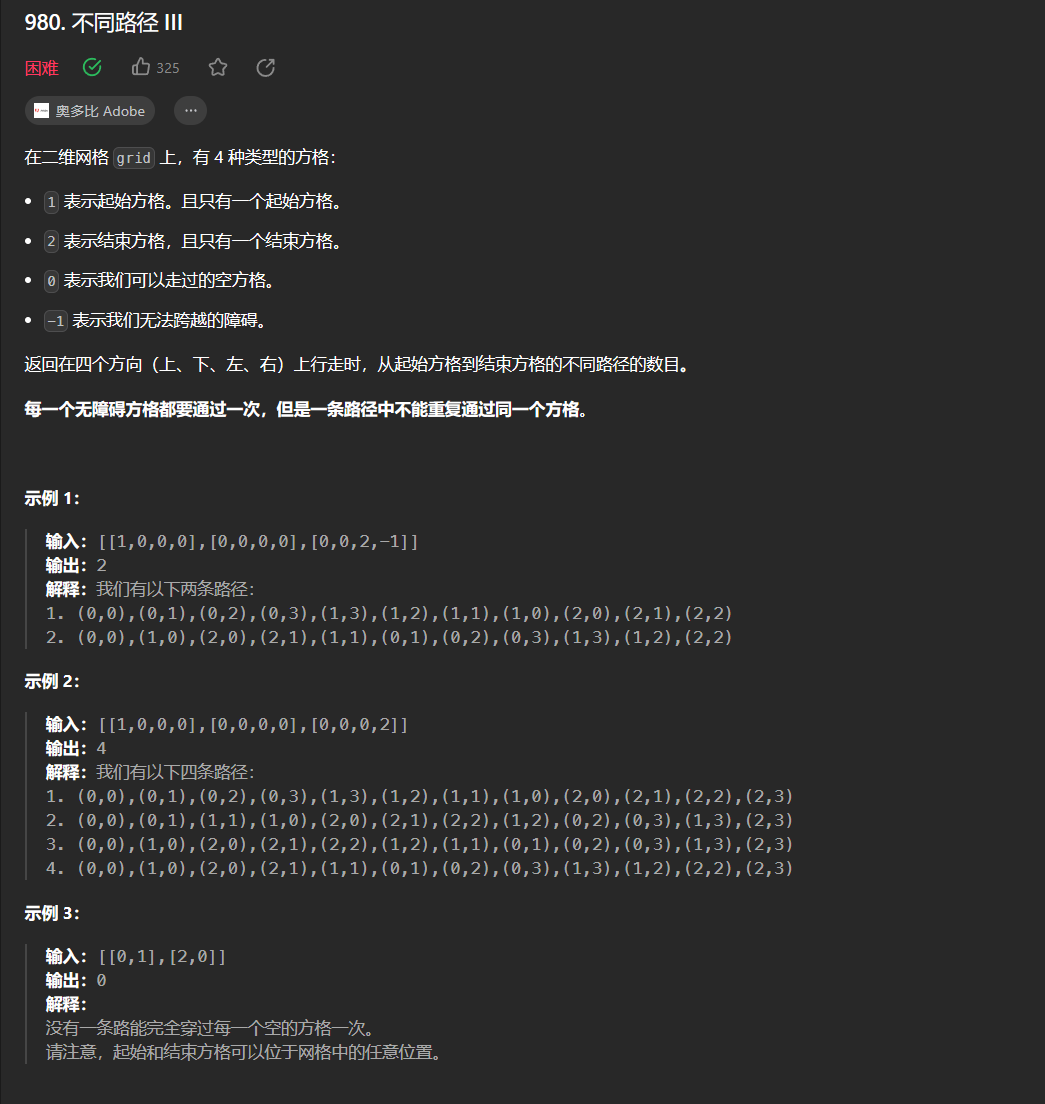 980. 不同路径 III
困难 325
奥多比 Adobe ···
在二维网格 grid 上，有 4 种类型的方格：
• 1 表示起始方格。且只有一个起始方格。
• 2 表示结束方格，且只有一个结束方格。
• 0 表示我们可以走过的空方格。
• -1 表示我们无法跨越的障碍。
返回在四个方向（上、下、左、右）上行走时，从起始方格到结束方格的不同路径的数目。
每一个无障碍方格都要通过一次，但是一条路径中不能重复通过同一个方格。
示例 1：
输入：[[1,0,0,0],[0,0,0,0],[0,0,2,-1]]
输出：2
解释：我们有以下两条路径：
1. (0,0),(0,1),(0,2),(0,3),(1,3),(1,2),(1,1),(1,0),(2,0),(2,1),(2,2)
2. (0,0),(1,0),(2,0),(2,1),(1,1),(0,1),(0,2),(0,3),(1,3),(1,2),(2,2)
示例 2：
输入：[[1,0,0,0],[0,0,0,0],[0,0,0,2]]
输出：4
解释：我们有以下四条路径：
1. (0,0),(0,1),(0,2),(0,3),(1,3),(1,2),(1,1),(1,0),(2,0),(2,1),(2,2),(2,3)
2. (0,0),(0,1),(1,1),(1,0),(2,0),(2,1),(2,2),(1,2),(0,2),(0,3),(1,3),(2,3)
3. (0,0),(1,0),(2,0),(2,1),(2,2),(1,2),(1,1),(0,1),(0,2),(0,3),(1,3),(2,3)
4. (0,0),(1,0),(2,0),(2,1),(1,1),(0,1),(0,2),(0,3),(1,3),(1,2),(2,2),(2,3)
示例 3：
输入：[[0,1],[2,0]]
输出：0
解释：
没有一条路能完全穿过每一个空的方格一次。
请注意，起始和结束方格可以位于网格中的任意位置。